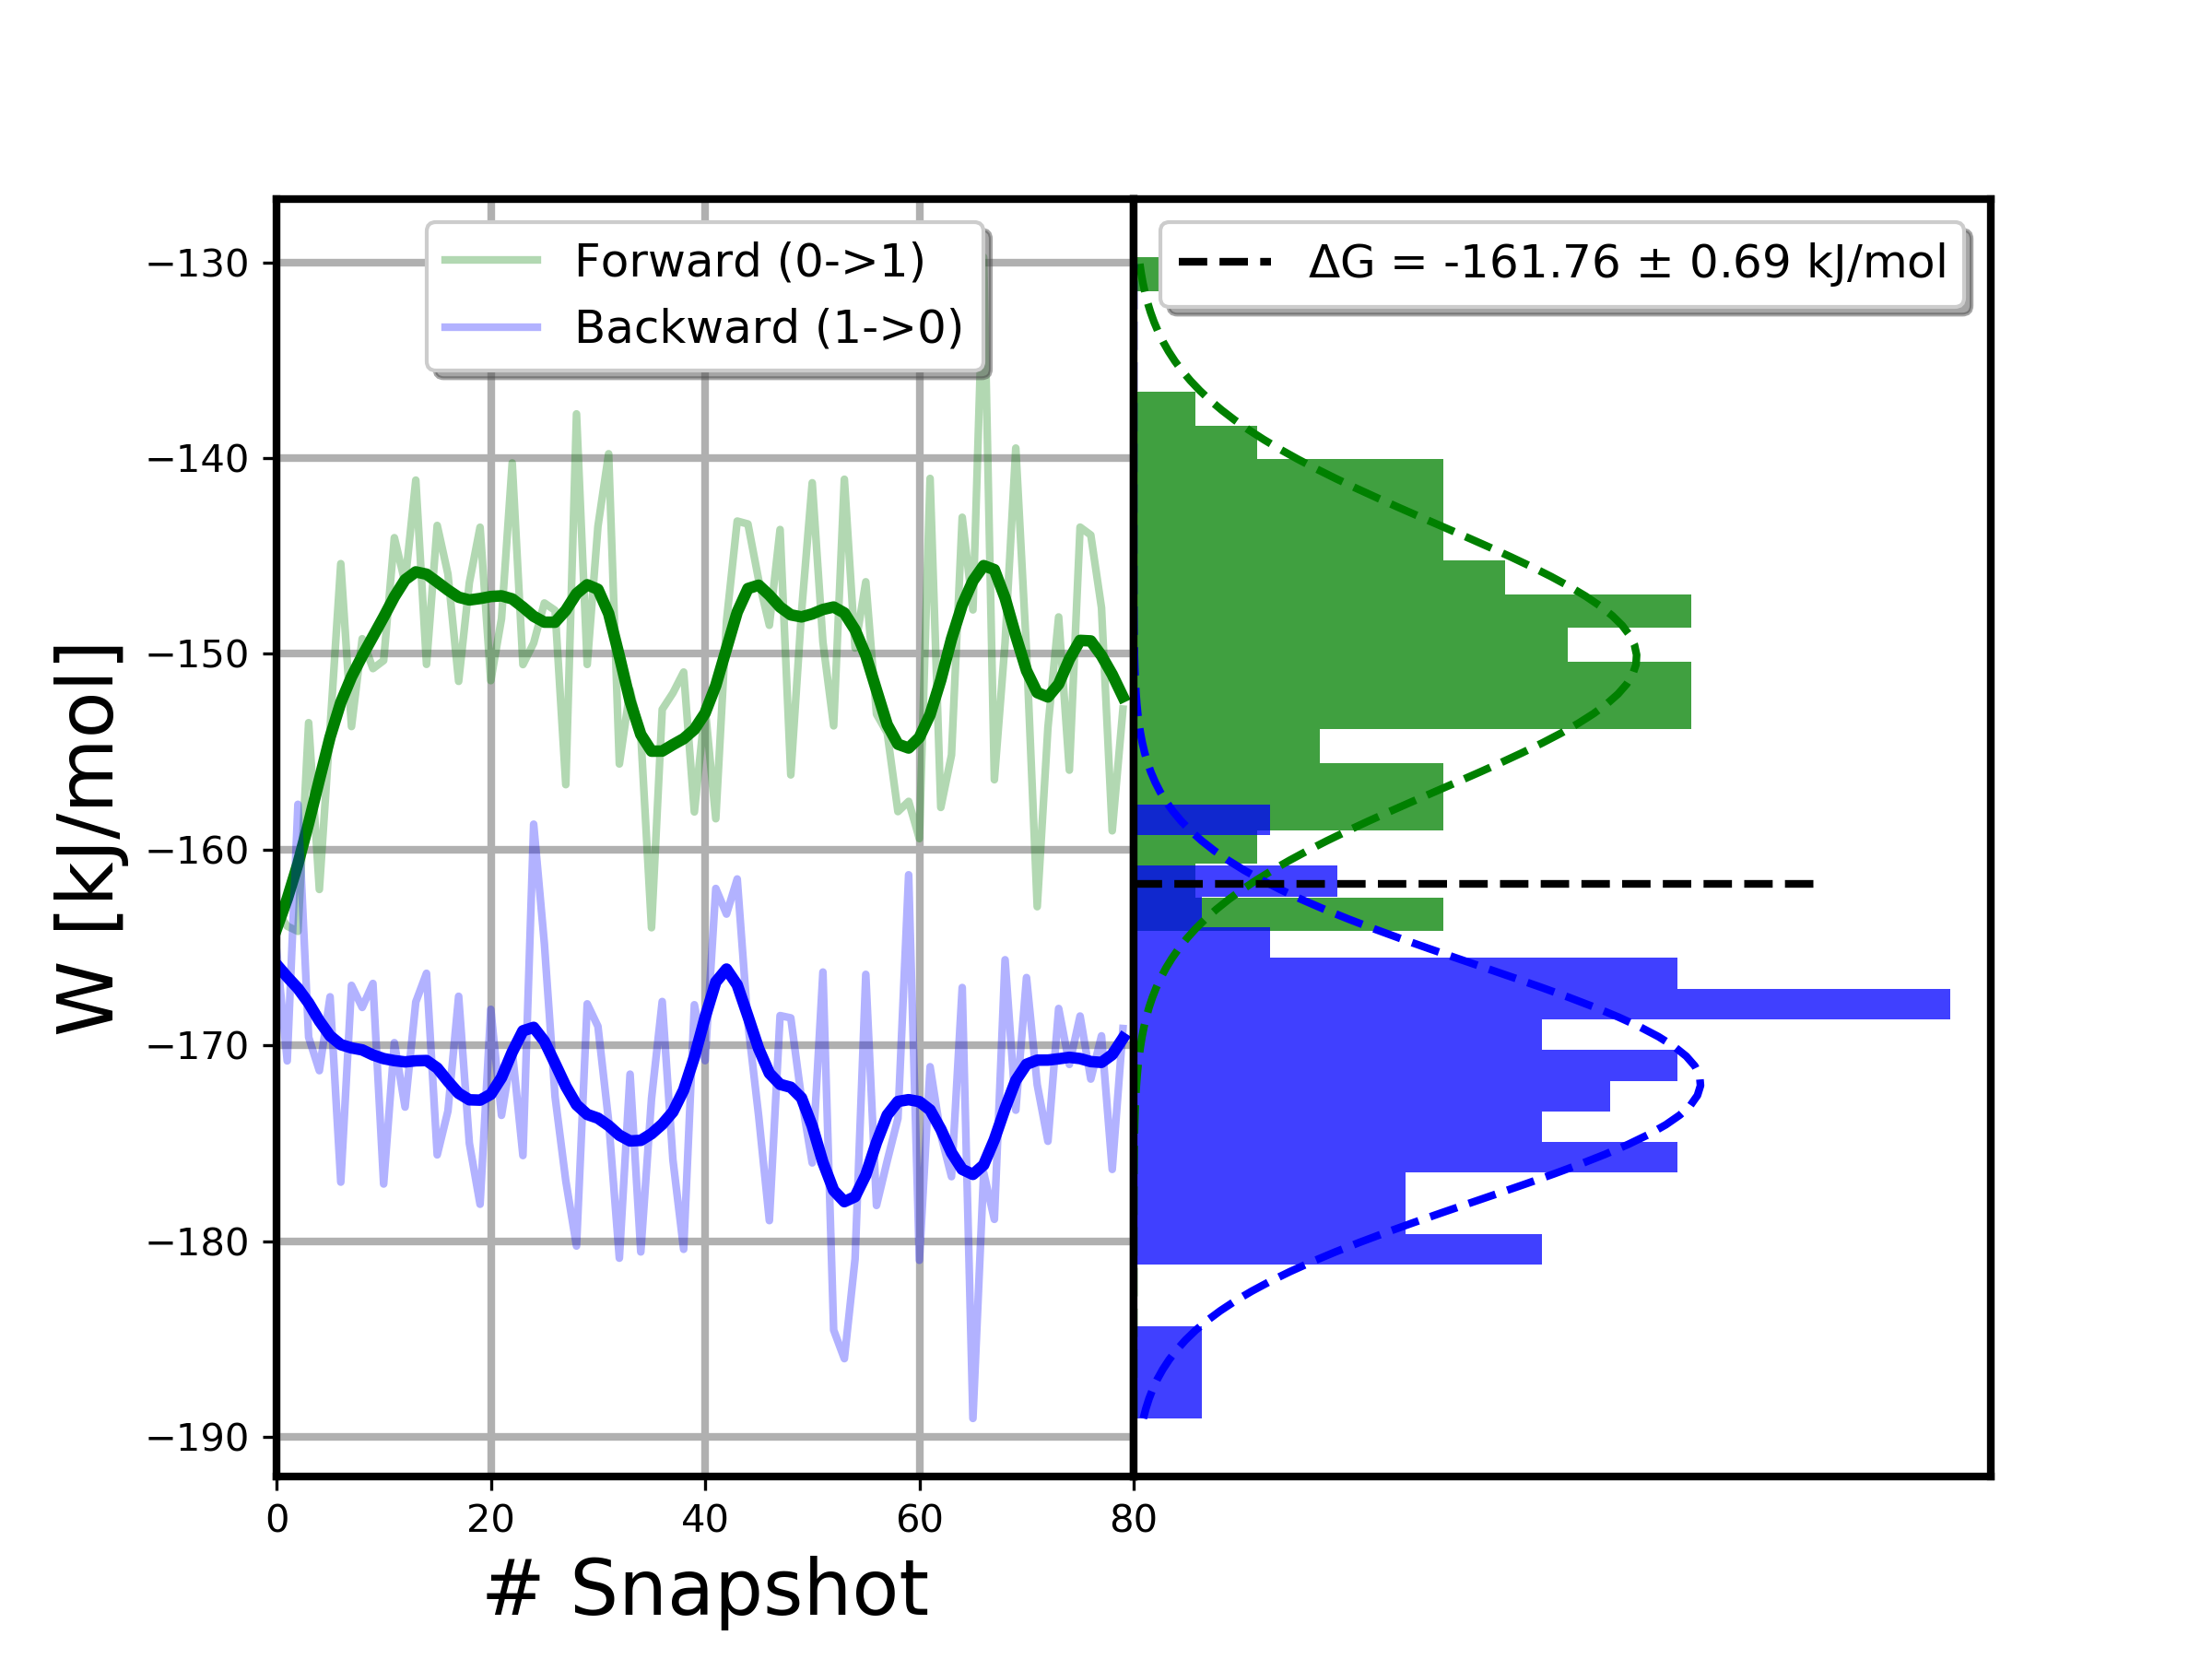 Forward (0->1)
Backward (1->0)
ΔG = -161.76 ± 0.69 kJ/mol
W [kJ/mol]
−130
−140
−150
−160
−170
−180
−190
0 20 40 60 80
# Snapshot